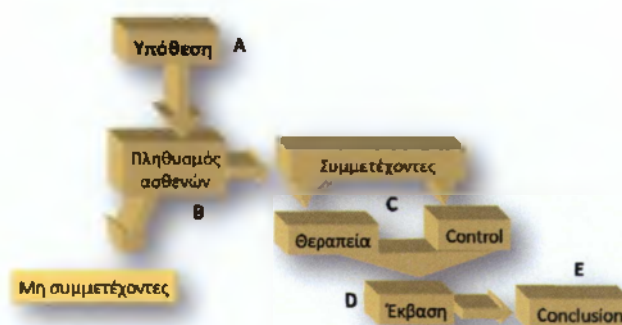 Υπόθεση
A
Πληθυσμός
ασθενών
B
Συμμετέχοντες
C
Θεραπεία
Control
Μη συμμετέχοντες
D
Έκβαση
E
Conclusion